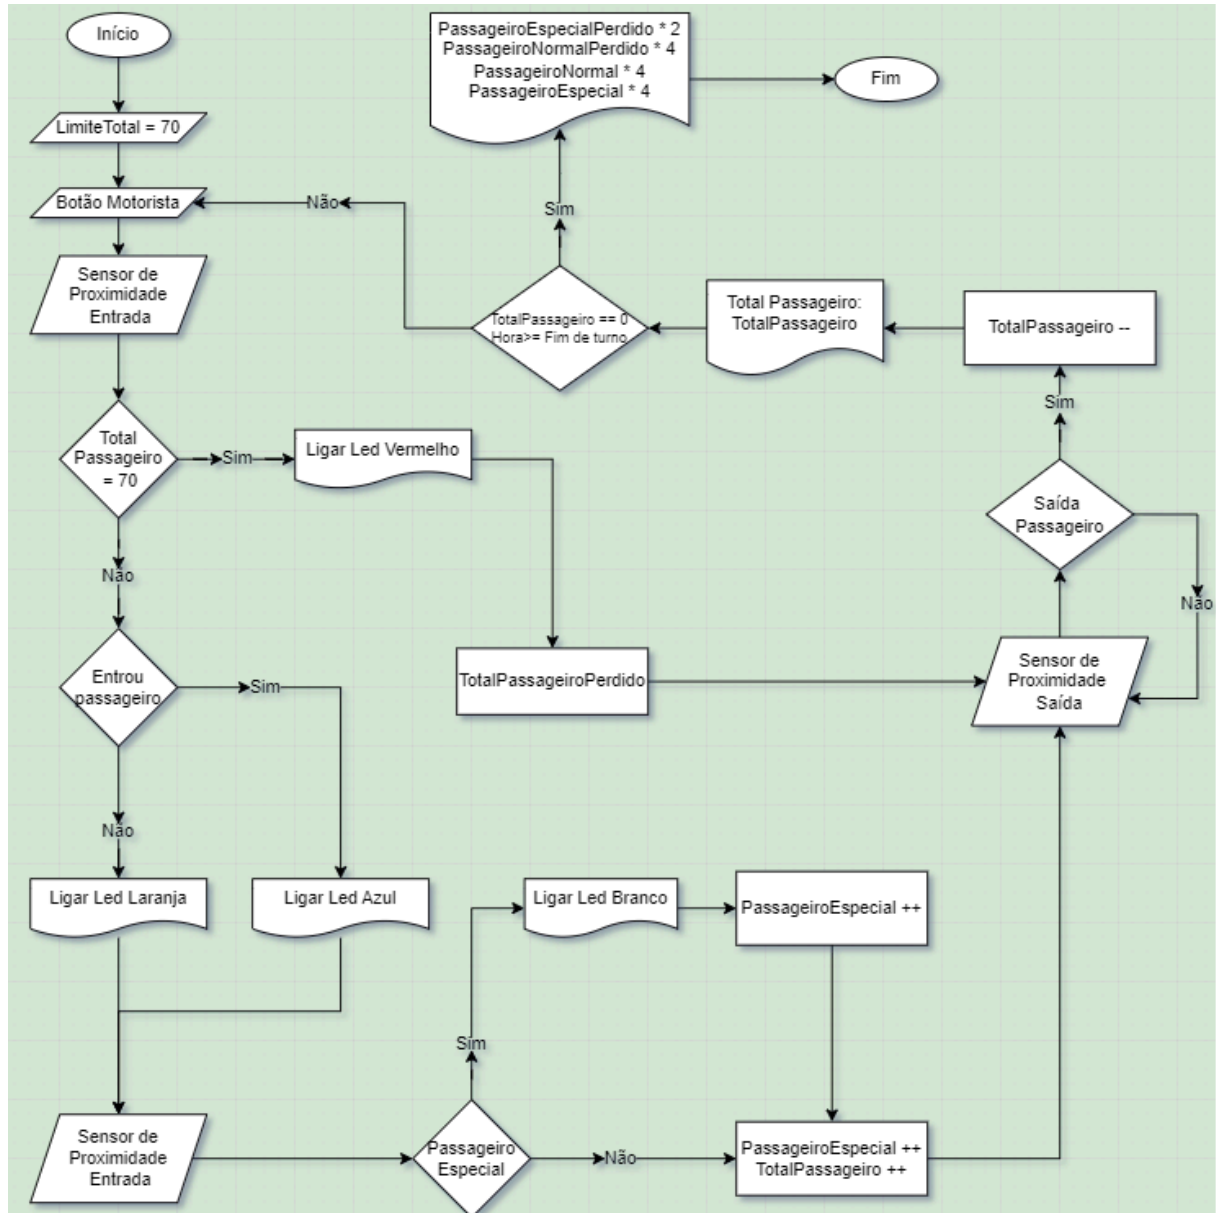 Início
PassageiroEspecialPerdido * 2
PassageiroNormalPerdido * 4
PassageiroNormal * 4
PassageiroEspecial * 4
Fim
LimiteTotal = 70
Botão Motorista
Não
Sim
Sensor de
Proximidade
Entrada
TotalPassageiro == 0
Hora>= Fim de turno
Total Passageiro:
TotalPassageiro
TotalPassageiro --
Sim
Total
Passageiro
= 70
Sim
Ligar Led Vermelho
Saída
Passageiro
Não
Não
Entrou
passageiro
Sim
TotalPassageiroPerdido
Sensor de
Proximidade
Saída
Não
Ligar Led Laranja
Ligar Led Azul
Ligar Led Branco
PassageiroEspecial ++
Sim
Sensor de
Proximidade
Entrada
Passageiro
Especial
Não
PassageiroEspecial ++
TotalPassageiro ++